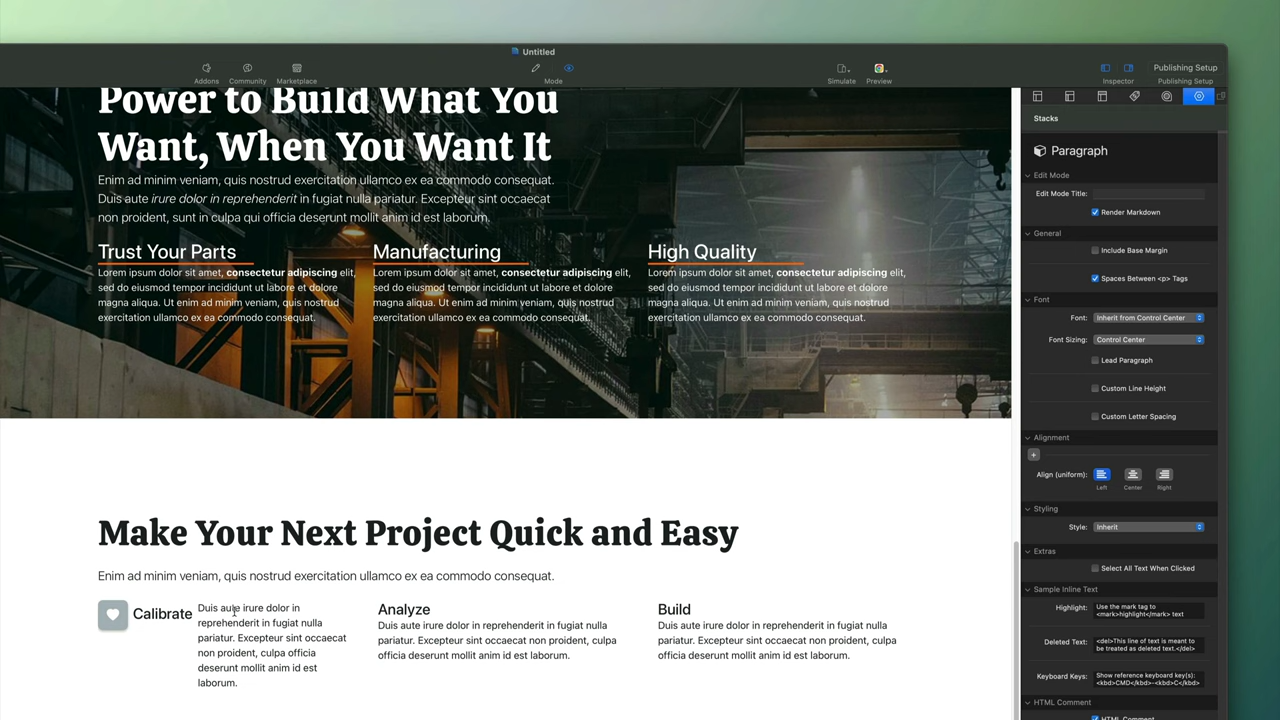 Untitled
Addons
Community
Marketplace
Mode
Simulate
Preview
Inspector
Publishing Setup
Publishing Setup
Power to Build What You
Want, When You Want It
Enim ad minim veniam, quis nostrud exercitation ullamco ex ea commodo consequat.
Duis aute irure dolor in reprehenderit in fugiat nulla pariatur. Excepteur sint occaecat
non proident, sunt in culpa qui officia deserunt mollit anim id est laborum.
Trust Your Parts
Lorem ipsum dolor sit amet, consectetur adipiscing elit,
sed do eiusmod tempor incididunt ut labore et dolore
magna aliqua. Ut enim ad minim veniam, quis nostrud
exercitation ullamco ex ea commodo consequat.
Manufacturing
Lorem ipsum dolor sit amet, consectetur adipiscing elit,
sed do eiusmod tempor incididunt ut labore et dolore
magna aliqua. Ut enim ad minim veniam, quis nostrud
exercitation ullamco ex ea commodo consequat.
High Quality
Lorem ipsum dolor sit amet, consectetur adipiscing elit,
sed do eiusmod tempor incididunt ut labore et dolore
magna aliqua. Ut enim ad minim veniam, quis nostrud
exercitation ullamco ex ea commodo consequat.
Make Your Next Project Quick and Easy
Enim ad minim veniam, quis nostrud exercitation ullamco ex ea commodo consequat.
Calibrate
Duis aute irure dolor in
reprehenderit in fugiat nulla
pariatur. Excepteur sint occaecat
non proident, culpa officia
deserunt mollit anim id est
laborum.
Analyze
Duis aute irure dolor in reprehenderit in fugiat nulla
pariatur. Excepteur sint occaecat non proident, culpa
officia deserunt mollit anim id est laborum.
Build
Duis aute irure dolor in reprehenderit in fugiat nulla
pariatur. Excepteur sint occaecat non proident, culpa
officia deserunt mollit anim id est laborum.
Stacks
Paragraph
Edit Mode
Edit Mode Title:
Render Markdown
General
Include Base Margin
Spaces Between <p> Tags
Font
Font: Inherit from Control Center
Font Sizing: Control Center
Lead Paragraph
Custom Line Height
Custom Letter Spacing
Alignment
Align (uniform):
Left Center Right
Styling
Style: Inherit
Extras
Select All Text When Clicked
Sample Inline Text
Highlight: Use the mark tag to
<mark>highlight</mark> text
Deleted Text: <del>This line of text is meant to
be treated as deleted text.</del>
Keyboard Keys: Show reference keyboard key(s):
<kbd>CMD</kbd>-<kbd>C</kbd>
HTML Comment
HTML Comment